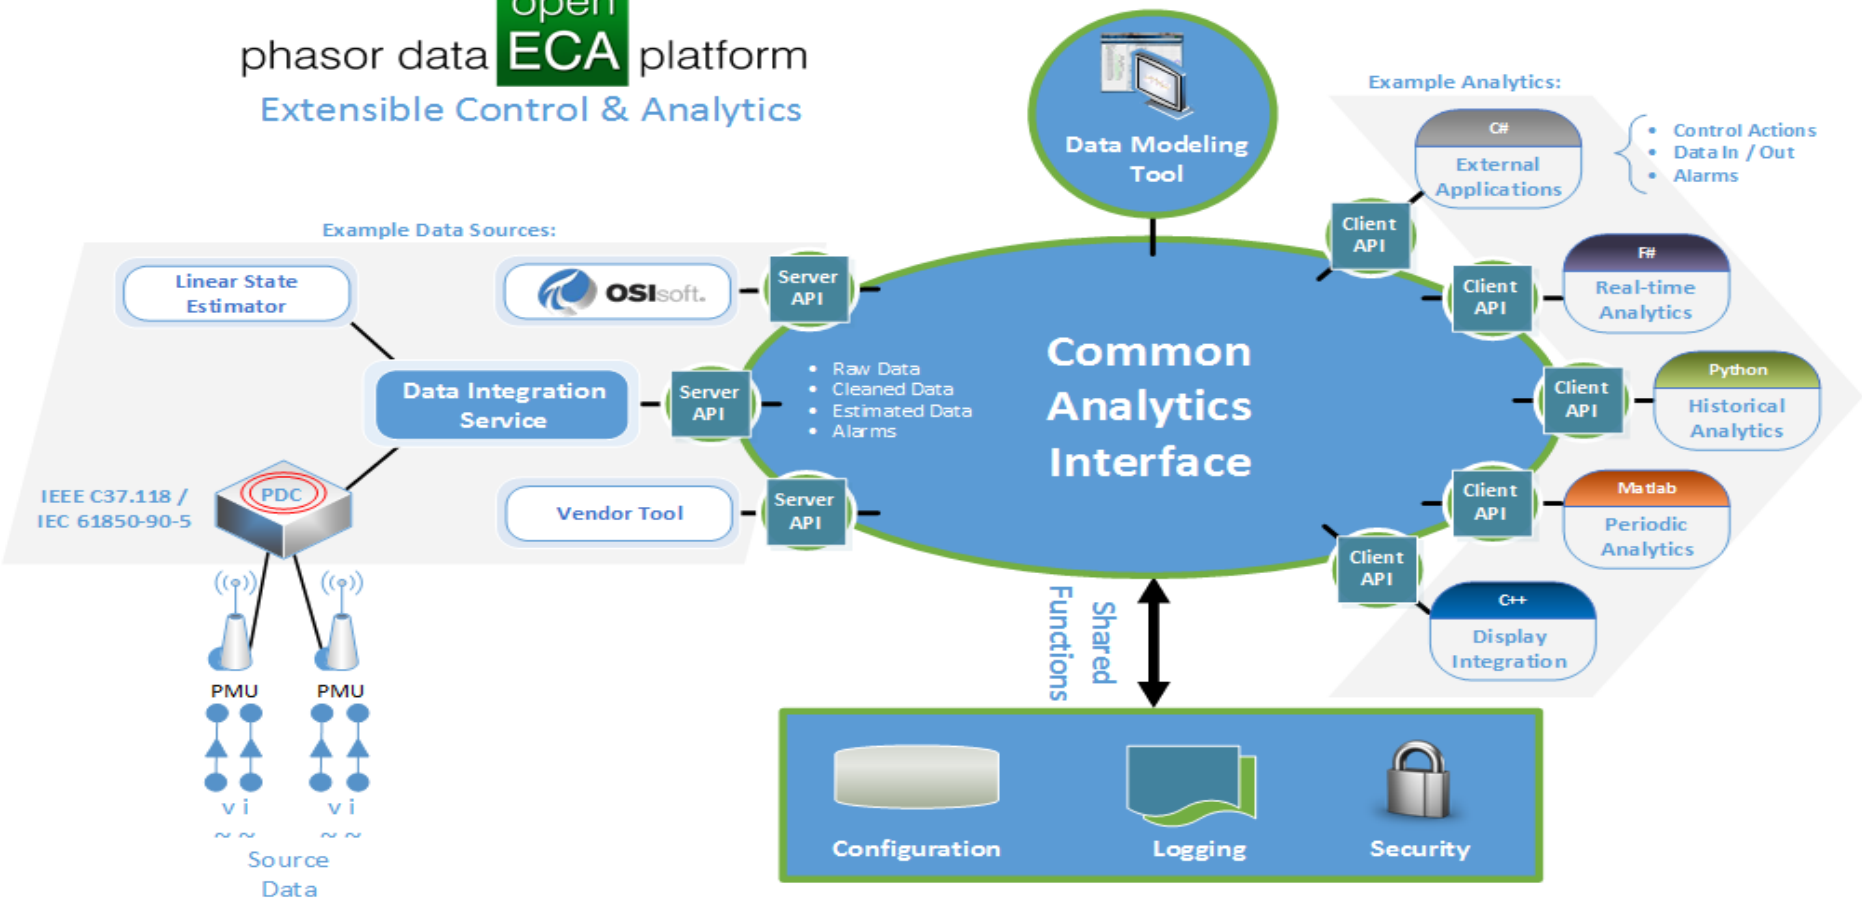 open
phasor data ECA platform
Extensible Control & Analytics
Data Modeling
Tool
Example Analytics:
C#
External
Applications
Control Actions
Data In / Out
Alarms
Client
API
F#
Real-time
Analytics
Client
API
Python
Historical
Analytics
Client
API
Matlab
Periodic
Analytics
Client
API
C++
Display
Integration
Client
API
Example Data Sources:
Linear State
Estimator
OSIsoft.
Server
API
Data Integration
Service
Server
API
Vendor Tool
Server
API
Raw Data
Cleaned Data
Estimated Data
Alarms
Common
Analytics
Interface
IEEE C37.118 /
IEC 61850-90-5
PDC
PMU
PMU
v i
v i
~ ~
~ ~
Source
Data
Shared
Functions
Configuration
Logging
Security